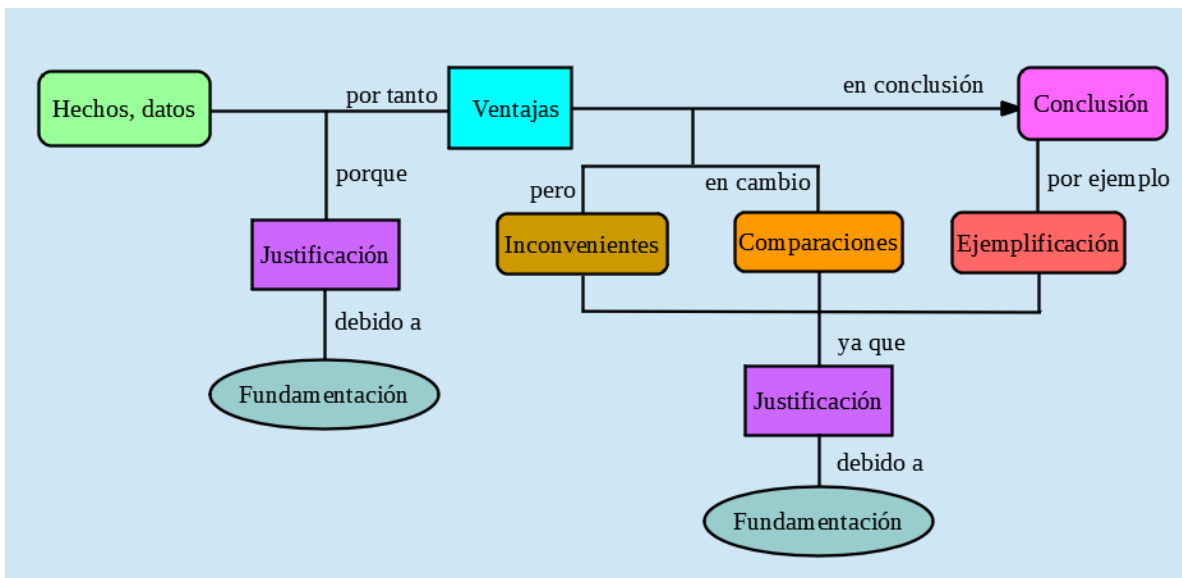 Hechos, datos
por tanto
Ventajas
en conclusión
Conclusión
porque
pero
en cambio
por ejemplo
Justificación
Inconvenientes
Comparaciones
Ejemplificación
debido a
ya que
Fundamentación
Justificación
debido a
Fundamentación